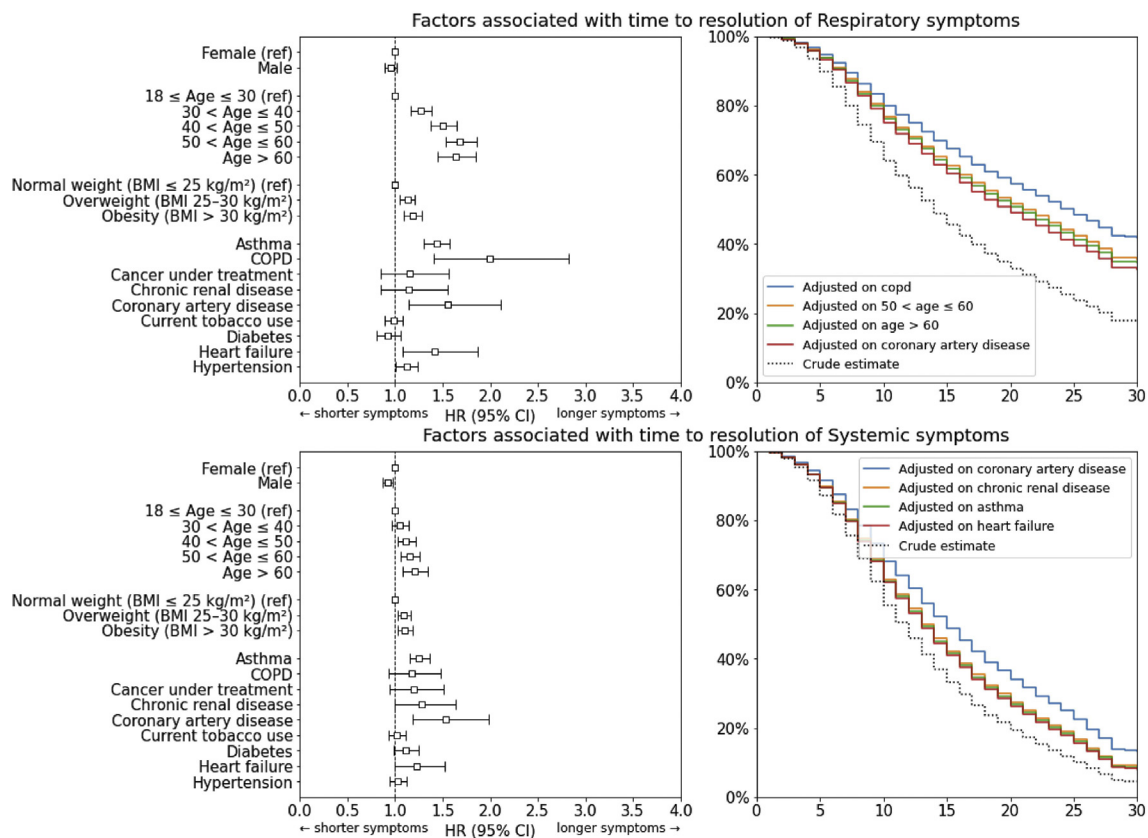 Factors associated with time to resolution of Respiratory symptoms
Female (ref)
Male
18 ≤ Age ≤ 30 (ref)
30 < Age ≤ 40
40 < Age ≤ 50
50 < Age ≤ 60
Age > 60
Normal weight (BMI ≤ 25 kg/m²) (ref)
Overweight (BMI 25–30 kg/m²)
Obesity (BMI > 30 kg/m²)
Asthma
COPD
Cancer under treatment
Chronic renal disease
Coronary artery disease
Current tobacco use
Diabetes
Heart failure
Hypertension
0.0 0.5 1.0 1.5 2.0 2.5 3.0 3.5 4.0
← shorter symptoms HR (95% CI) longer symptoms →
100%
80%
60%
40%
20%
0%
Adjusted on copd
Adjusted on 50 < age ≤ 60
Adjusted on age > 60
Adjusted on coronary artery disease
Crude estimate
0 5 10 15 20 25 30
Factors associated with time to resolution of Systemic symptoms
Female (ref)
Male
18 ≤ Age ≤ 30 (ref)
30 < Age ≤ 40
40 < Age ≤ 50
50 < Age ≤ 60
Age > 60
Normal weight (BMI ≤ 25 kg/m²) (ref)
Overweight (BMI 25–30 kg/m²)
Obesity (BMI > 30 kg/m²)
Asthma
COPD
Cancer under treatment
Chronic renal disease
Coronary artery disease
Current tobacco use
Diabetes
Heart failure
Hypertension
0.0 0.5 1.0 1.5 2.0 2.5 3.0 3.5 4.0
← shorter symptoms HR (95% CI) longer symptoms →
100%
80%
60%
40%
20%
0%
Adjusted on coronary artery disease
Adjusted on chronic renal disease
Adjusted on asthma
Adjusted on heart failure
Crude estimate
0 5 10 15 20 25 30